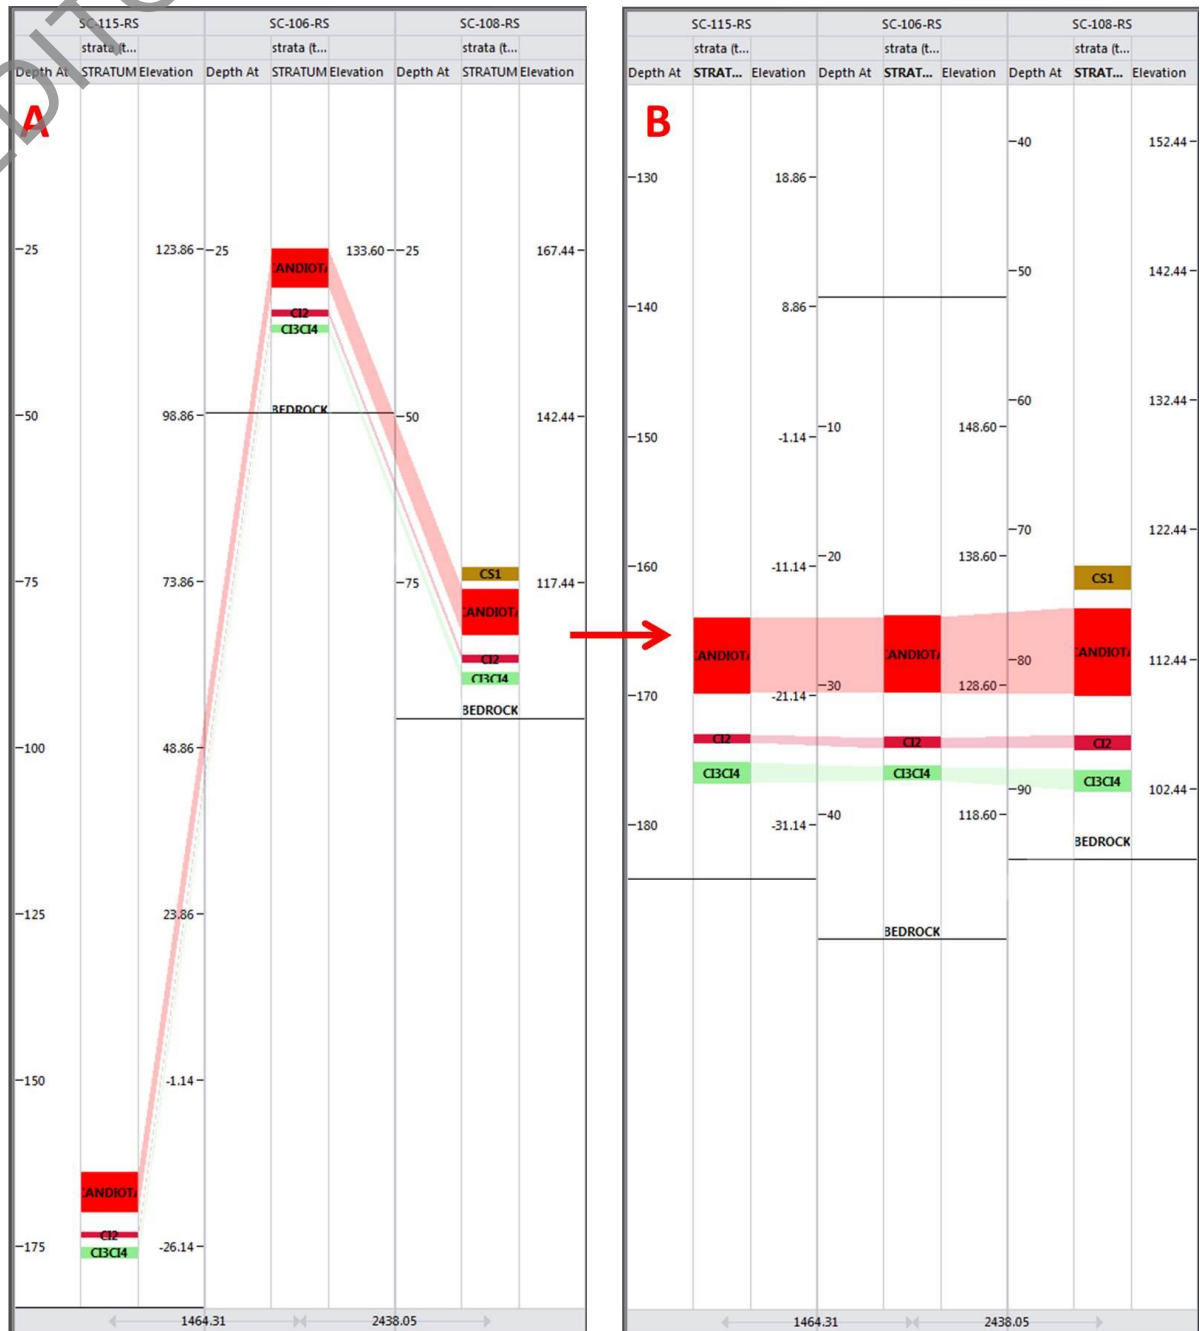 SC-115-RS SC-106-RS SC-108-RS
strata (t... strata (t... strata (t...
Depth At STRATUM Elevation Depth At STRATUM Elevation Depth At STRATUM Elevation
A
25 123.86 25 133.60 25 167.44
CANDIOTA
CI2
CI3CI4
50 98.86 BEDROCK 50 142.44
CS1
75 73.86 75 117.44
CANDIOTA
CI2
CI3CI4
BEDROCK
100 48.86
125 23.86
150 -1.14
CANDIOTA
CI2
175 CI3CI4 -26.14
1464.31 2438.05
SC-115-RS SC-106-RS SC-108-RS
strata (t... strata (t... strata (t...
Depth At STRAT... Elevation Depth At STRAT... Elevation Depth At STRAT... Elevation
B
40 152.44
130 18.86
50 142.44
140 8.86
60 132.44
150 -1.14 10 148.60
70 122.44
160 -11.14 20 138.60
CS1
CANDIOTA CANDIOTA 80 CANDIOTA 112.44
170 -21.14 30 128.60
CI2 CI2 CI2
CI3CI4 CI3CI4 CI3CI4
90 102.44
180 -31.14 40 118.60
BEDROCK
BEDROCK
1464.31 2438.05